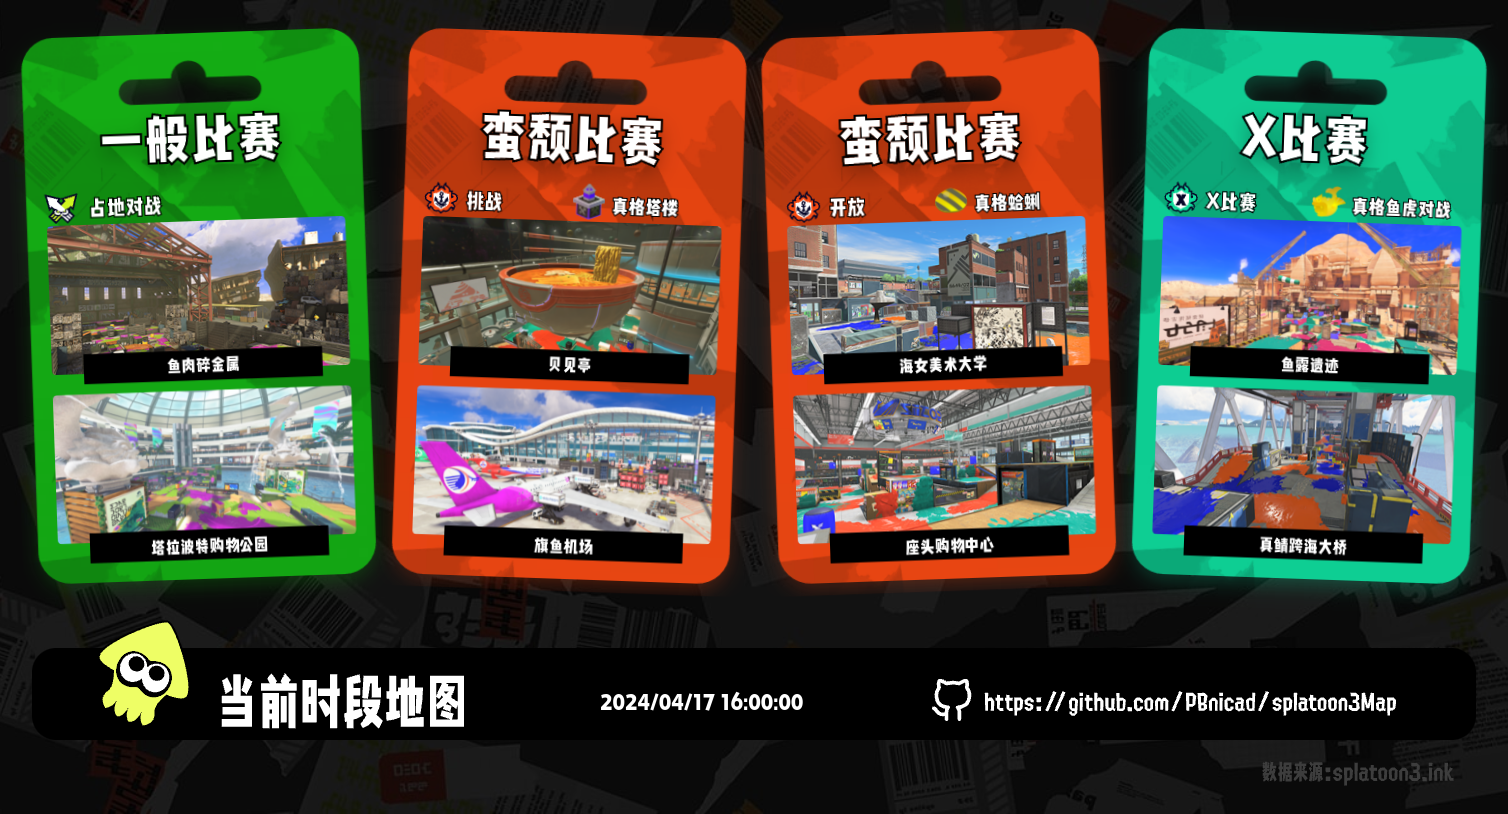 一般比赛
占地对战
鱼肉碎金属
塔拉波特购物公园
蛮颓比赛
挑战
真格塔楼
贝见亭
旗鱼机场
蛮颓比赛
开放
真格蛤蜊
海女美术大学
座头购物中心
X比赛
X比赛
真格鱼虎对战
鱼露遗迹
真鲭跨海大桥
当前时段地图
2024/04/17 16:00:00
https://github.com/PBnicad/splatoon3Map
数据来源:splatoon3.ink